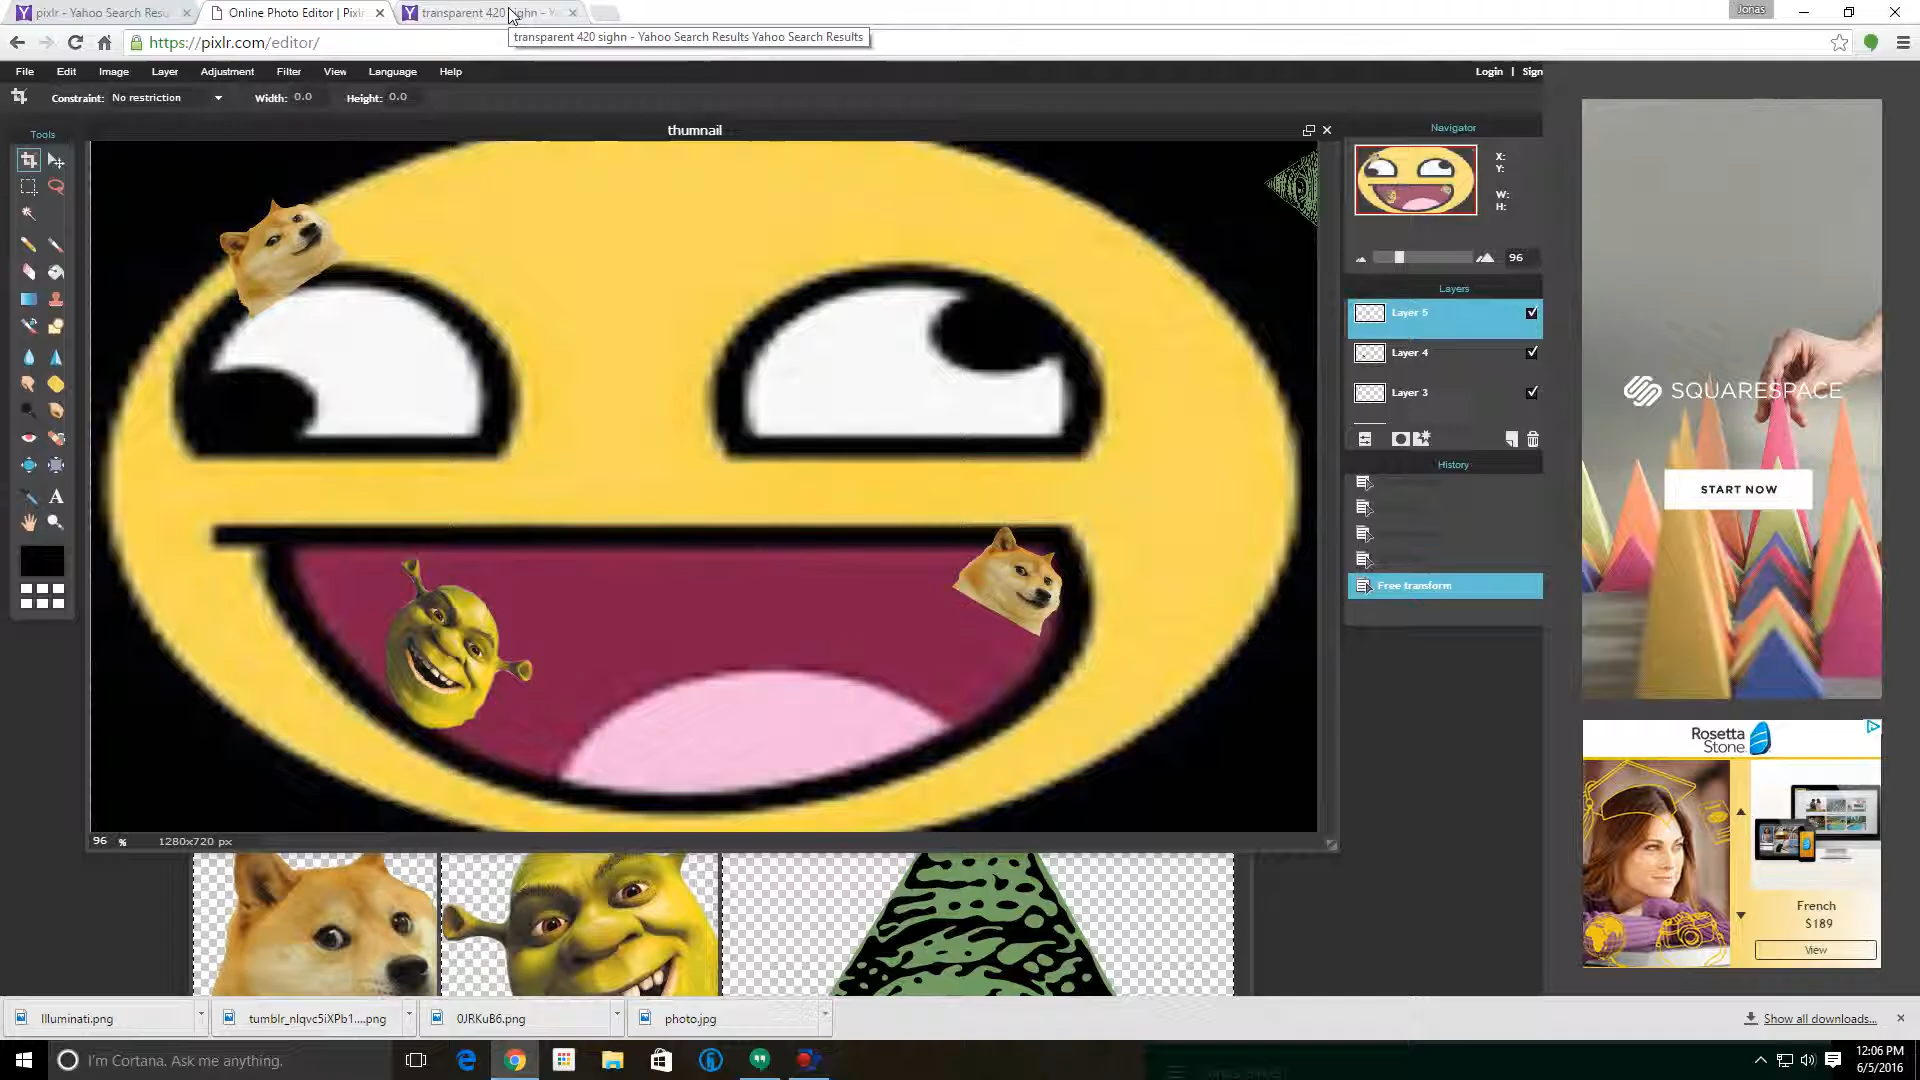 pixlr - Yahoo Search Resu
Online Photo Editor | Pixlr
transparent 420 sighn - Y
Jonas
https://pixlr.com/editor/
transparent 420 sighn - Yahoo Search Results Yahoo Search Results
File Edit Image Layer Adjustment Filter View Language Help
Login | Sign
Constraint: No restriction Width: 0.0 Height: 0.0
Tools
thumnail
Navigator
X:
Y:
W:
H:
96
Layers
Layer 5
Layer 4
Layer 3
History
Free transform
A
96 % 1280x720 px
SQUARESPACE
START NOW
Rosetta
Stone
French
$189
View
Illuminati.png
tumblr_nlqvc5iXPb1....png
0JRKuB6.png
photo.jpg
Show all downloads...
I'm Cortana. Ask me anything.
12:06 PM
6/5/2016